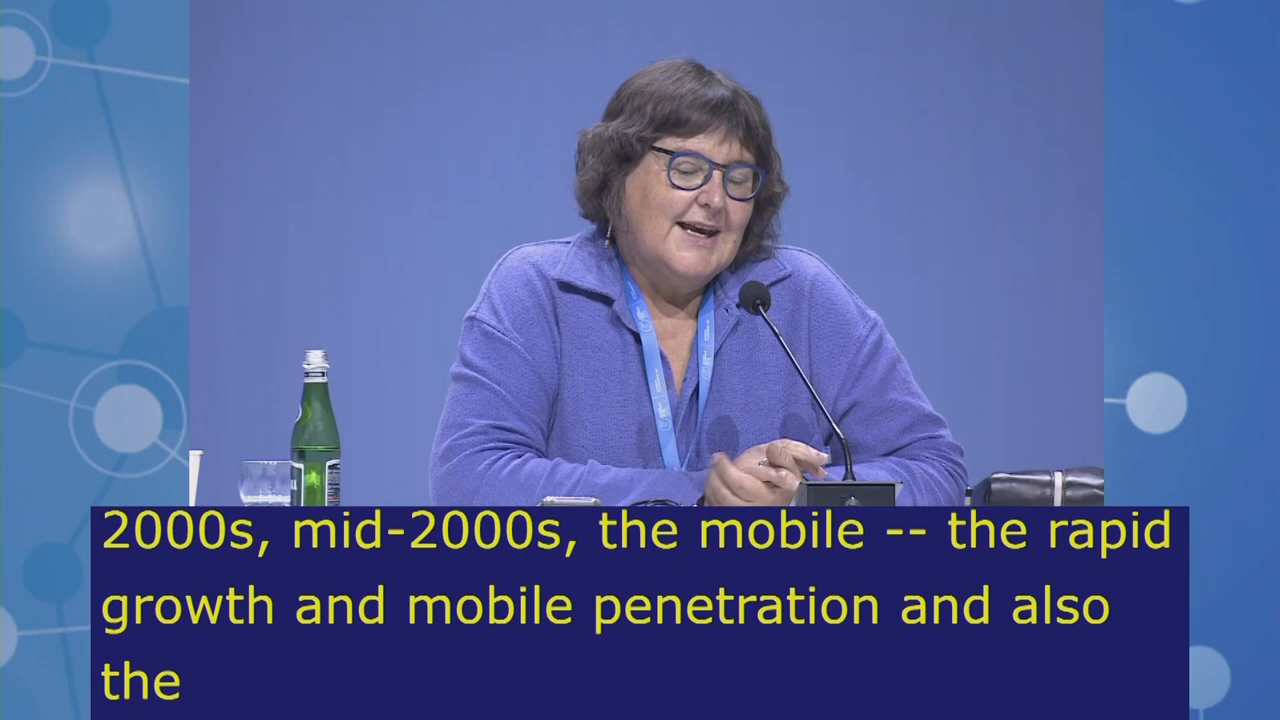 2000s, mid-2000s, the mobile -- the rapid
growth and mobile penetration and also
the